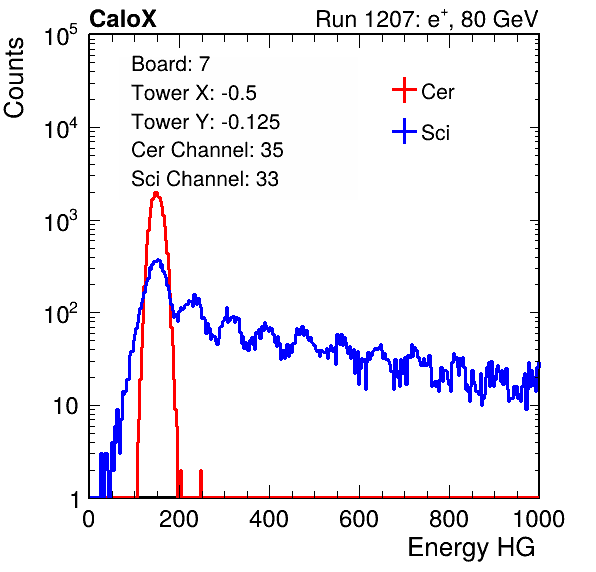 CaloX Run 1207: e+, 80 GeV
Counts
Board: 7
Tower X: -0.5
Tower Y: -0.125
Cer Channel: 35
Sci Channel: 33
Cer
Sci
10^5
10^4
10^3
10^2
10
1
0 200 400 600 800 1000
Energy HG